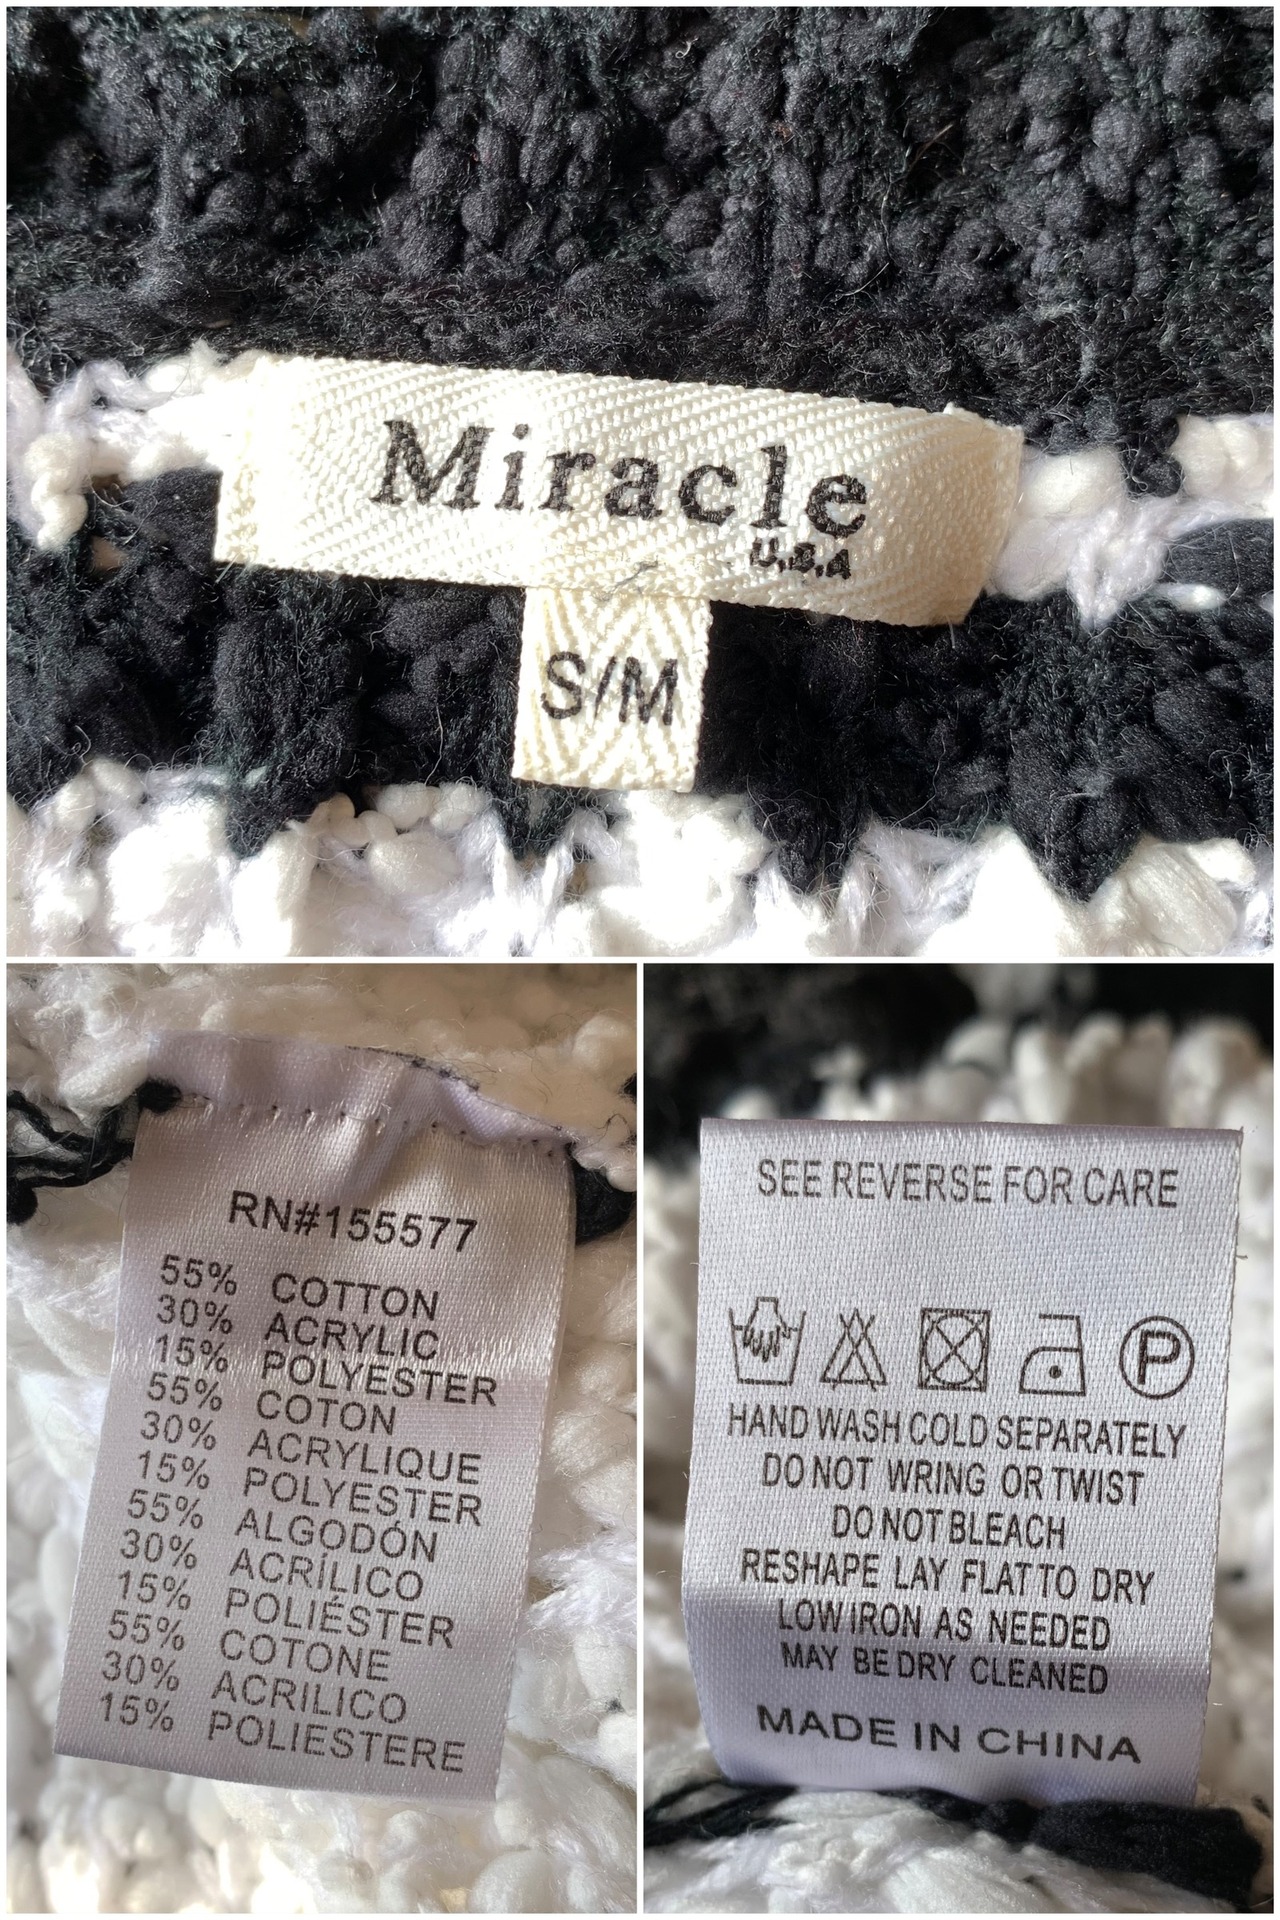 Miracle
U.S.A
S/M
RN#155577
55% COTTON
30% ACRYLIC
15% POLYESTER
55% COTON
30% ACRYLIQUE
15% POLYESTER
55% ALGODÓN
30% ACRÍLICO
15% POLIÉSTER
55% COTONE
30% ACRILICO
15% POLIESTERE
SEE REVERSE FOR CARE
P
HAND WASH COLD SEPARATELY
DO NOT WRING OR TWIST
DO NOT BLEACH
RESHAPE LAY FLAT TO DRY
LOW IRON AS NEEDED
MAY BE DRY CLEANED
MADE IN CHINA